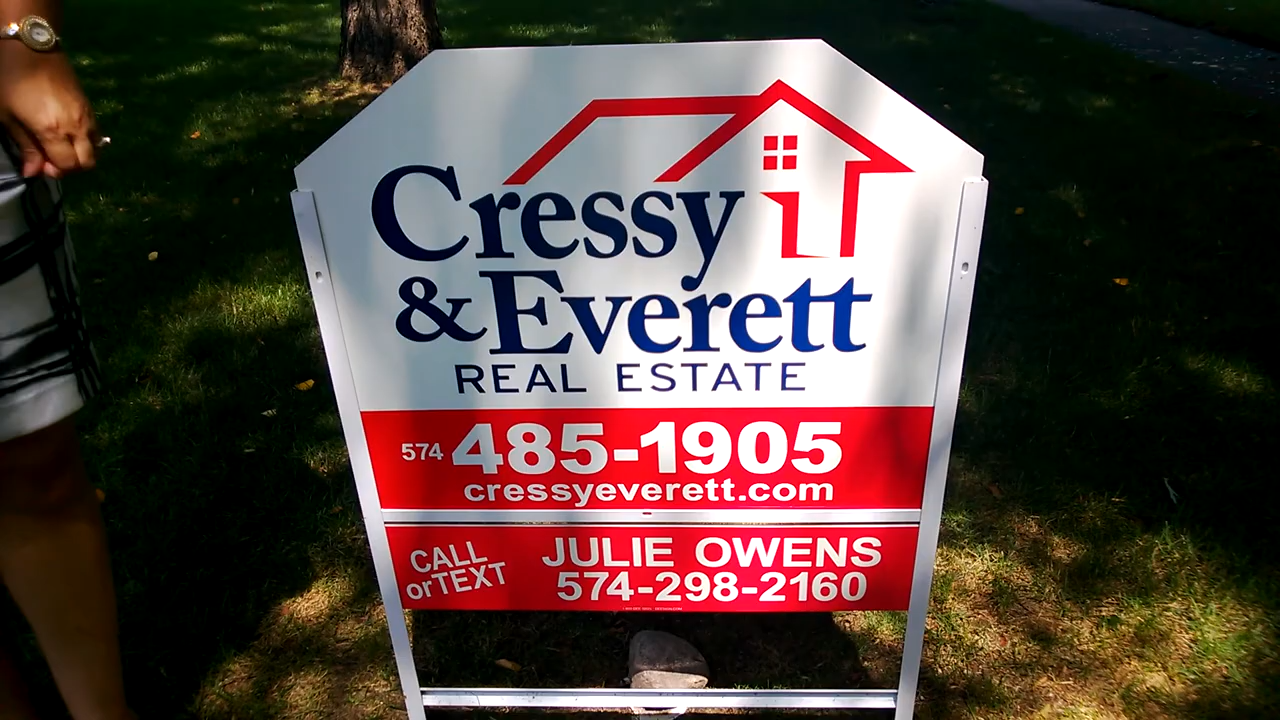 Cressy
& Everett
REAL ESTATE
574 485-1905
cressyeverett.com
CALL
or TEXT
JULIE OWENS
574-298-2160